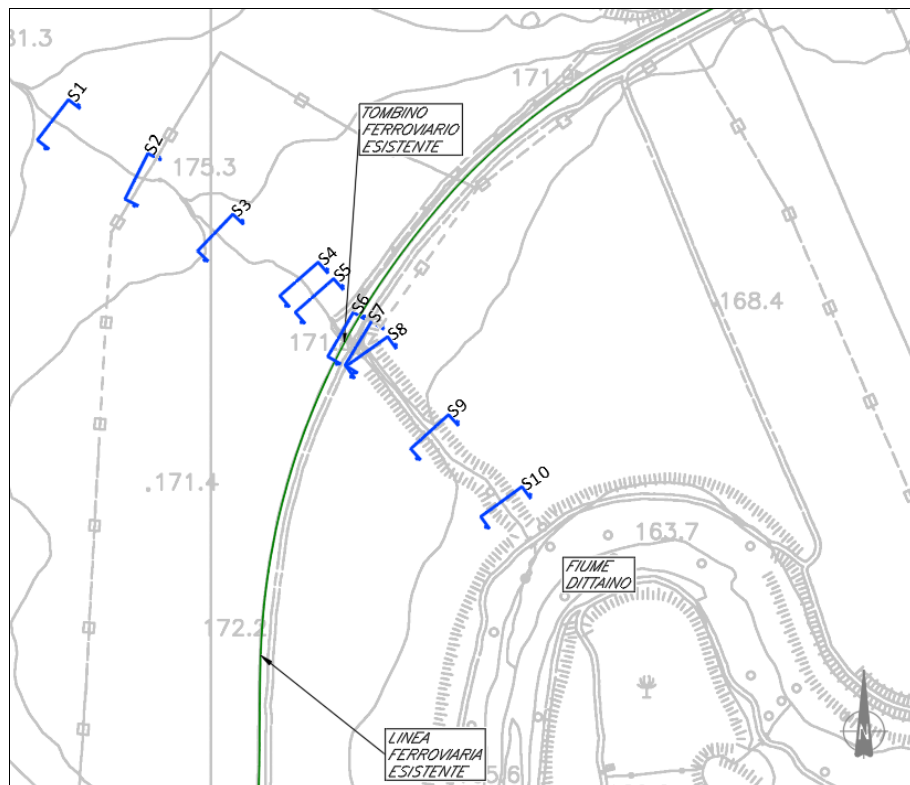 31.3
171.9
S1
TOMBINO
FERROVIARIO
ESISTENTE
S2
175.3
S3
S4
S5
168.4
S6
S7
S8
171.
S9
.171.4
S10
163.7
FIUME
DITTAINO
172.2
LINEA
FERROVIARIA
ESISTENTE
N